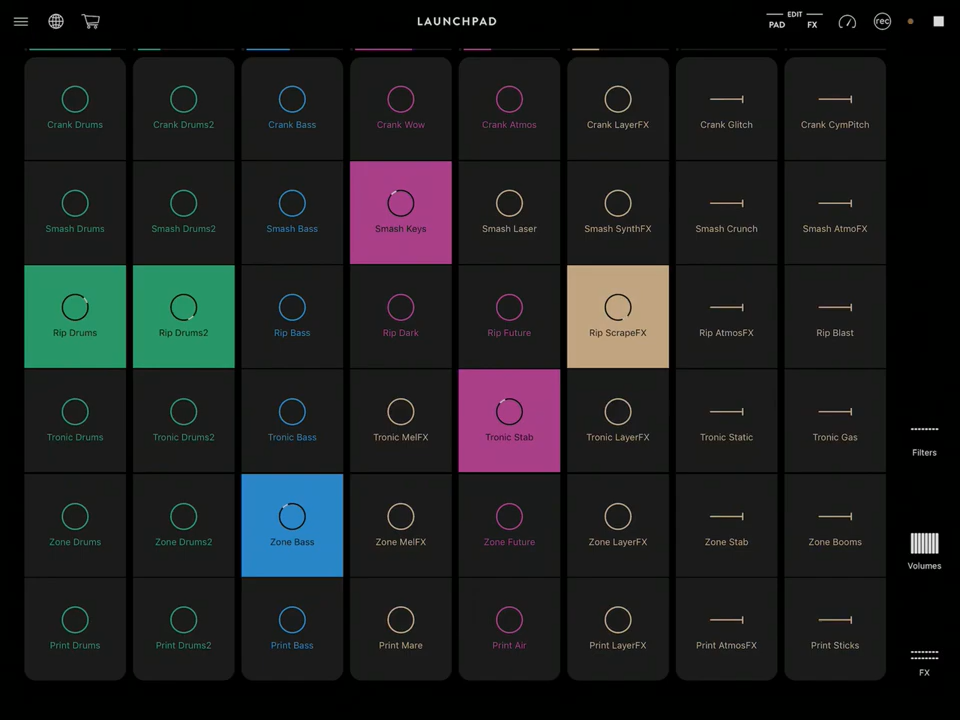 LAUNCHPAD
EDIT
PAD FX
rec
Crank Drums Crank Drums2 Crank Bass Crank Wow Crank Atmos Crank LayerFX Crank Glitch Crank CymPitch
Smash Drums Smash Drums2 Smash Bass Smash Keys Smash Laser Smash SynthFX Smash Crunch Smash AtmoFX
Rip Drums Rip Drums2 Rip Bass Rip Dark Rip Future Rip ScrapeFX Rip AtmosFX Rip Blast
Tronic Drums Tronic Drums2 Tronic Bass Tronic MelFX Tronic Stab Tronic LayerFX Tronic Static Tronic Gas
Filters
Zone Drums Zone Drums2 Zone Bass Zone MelFX Zone Future Zone LayerFX Zone Stab Zone Booms
Volumes
Print Drums Print Drums2 Print Bass Print Mare Print Air Print LayerFX Print AtmosFX Print Sticks
FX